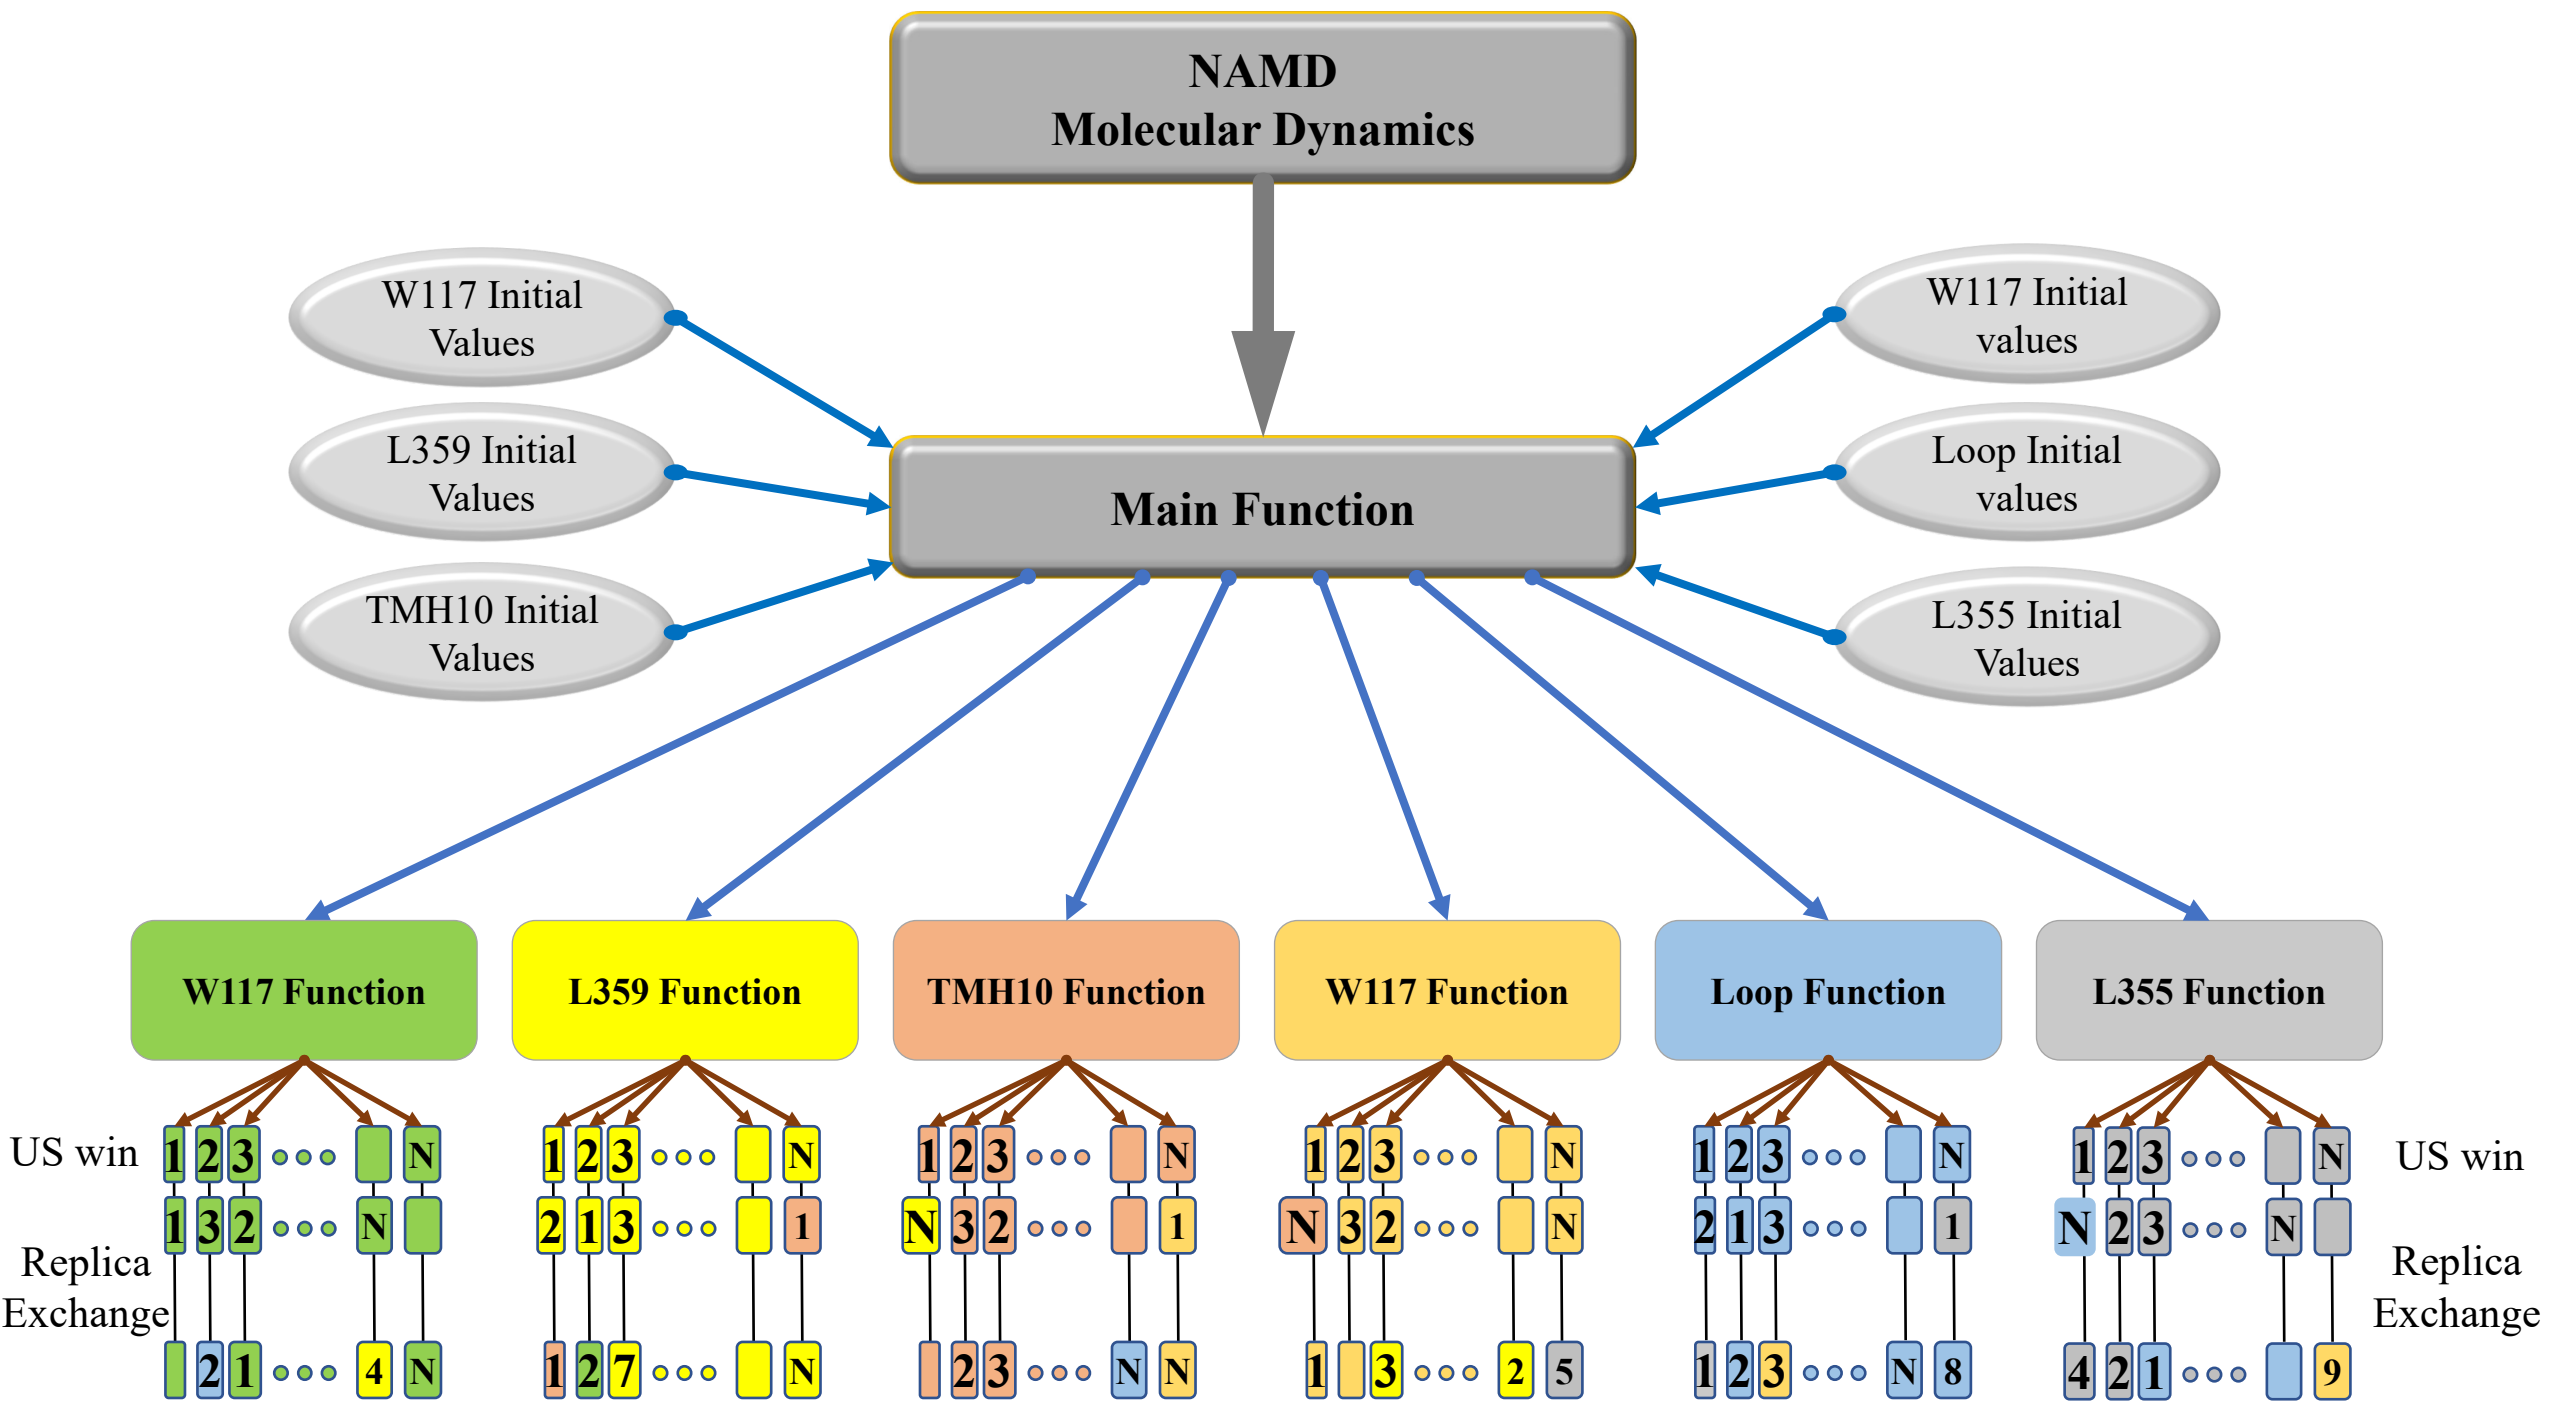 NAMD
Molecular Dynamics
W117 Initial
Values
W117 Initial
values
L359 Initial
Values
Main Function
Loop Initial
values
TMH10 Initial
Values
L355 Initial
Values
W117 Function
L359 Function
TMH10 Function
W117 Function
Loop Function
L355 Function
US win
1 2 3 N
1 2 3 N
1 2 3 N
1 2 3 N
1 2 3 N
1 2 3 N
US win
1 3 2 N
2 1 3 1
N 3 2 1
N 3 2 N
2 1 3 1
N 2 3 N
Replica
Exchange
Replica
Exchange
2 1 4 N
1 2 7 N
2 3 N N
1 3 2 5
1 2 3 N 8
4 2 1 9